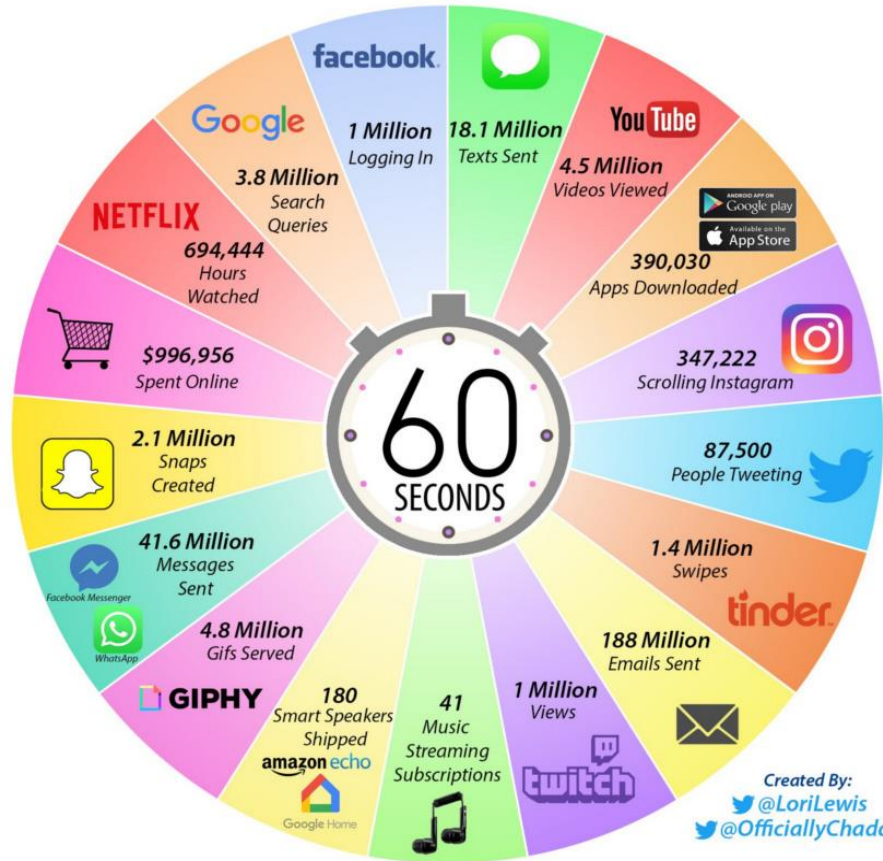 facebook
1 Million
Logging In
18.1 Million
Texts Sent
You Tube
4.5 Million
Videos Viewed
ANDROID APP ON
Google play
Available on the
App Store
390,030
Apps Downloaded
347,222
Scrolling Instagram
87,500
People Tweeting
1.4 Million
Swipes
tinder
188 Million
Emails Sent
1 Million
Views
twitch
41
Music
Streaming
Subscriptions
180
Smart Speakers
Shipped
amazon echo
Google Home
4.8 Million
Gifs Served
GIPHY
41.6 Million
Messages
Sent
Facebook Messenger
WhatsApp
2.1 Million
Snaps
Created
$996,956
Spent Online
NETFLIX
694,444
Hours
Watched
Google
3.8 Million
Search
Queries
60
SECONDS
Created By:
@LoriLewis
@OfficiallyChadd